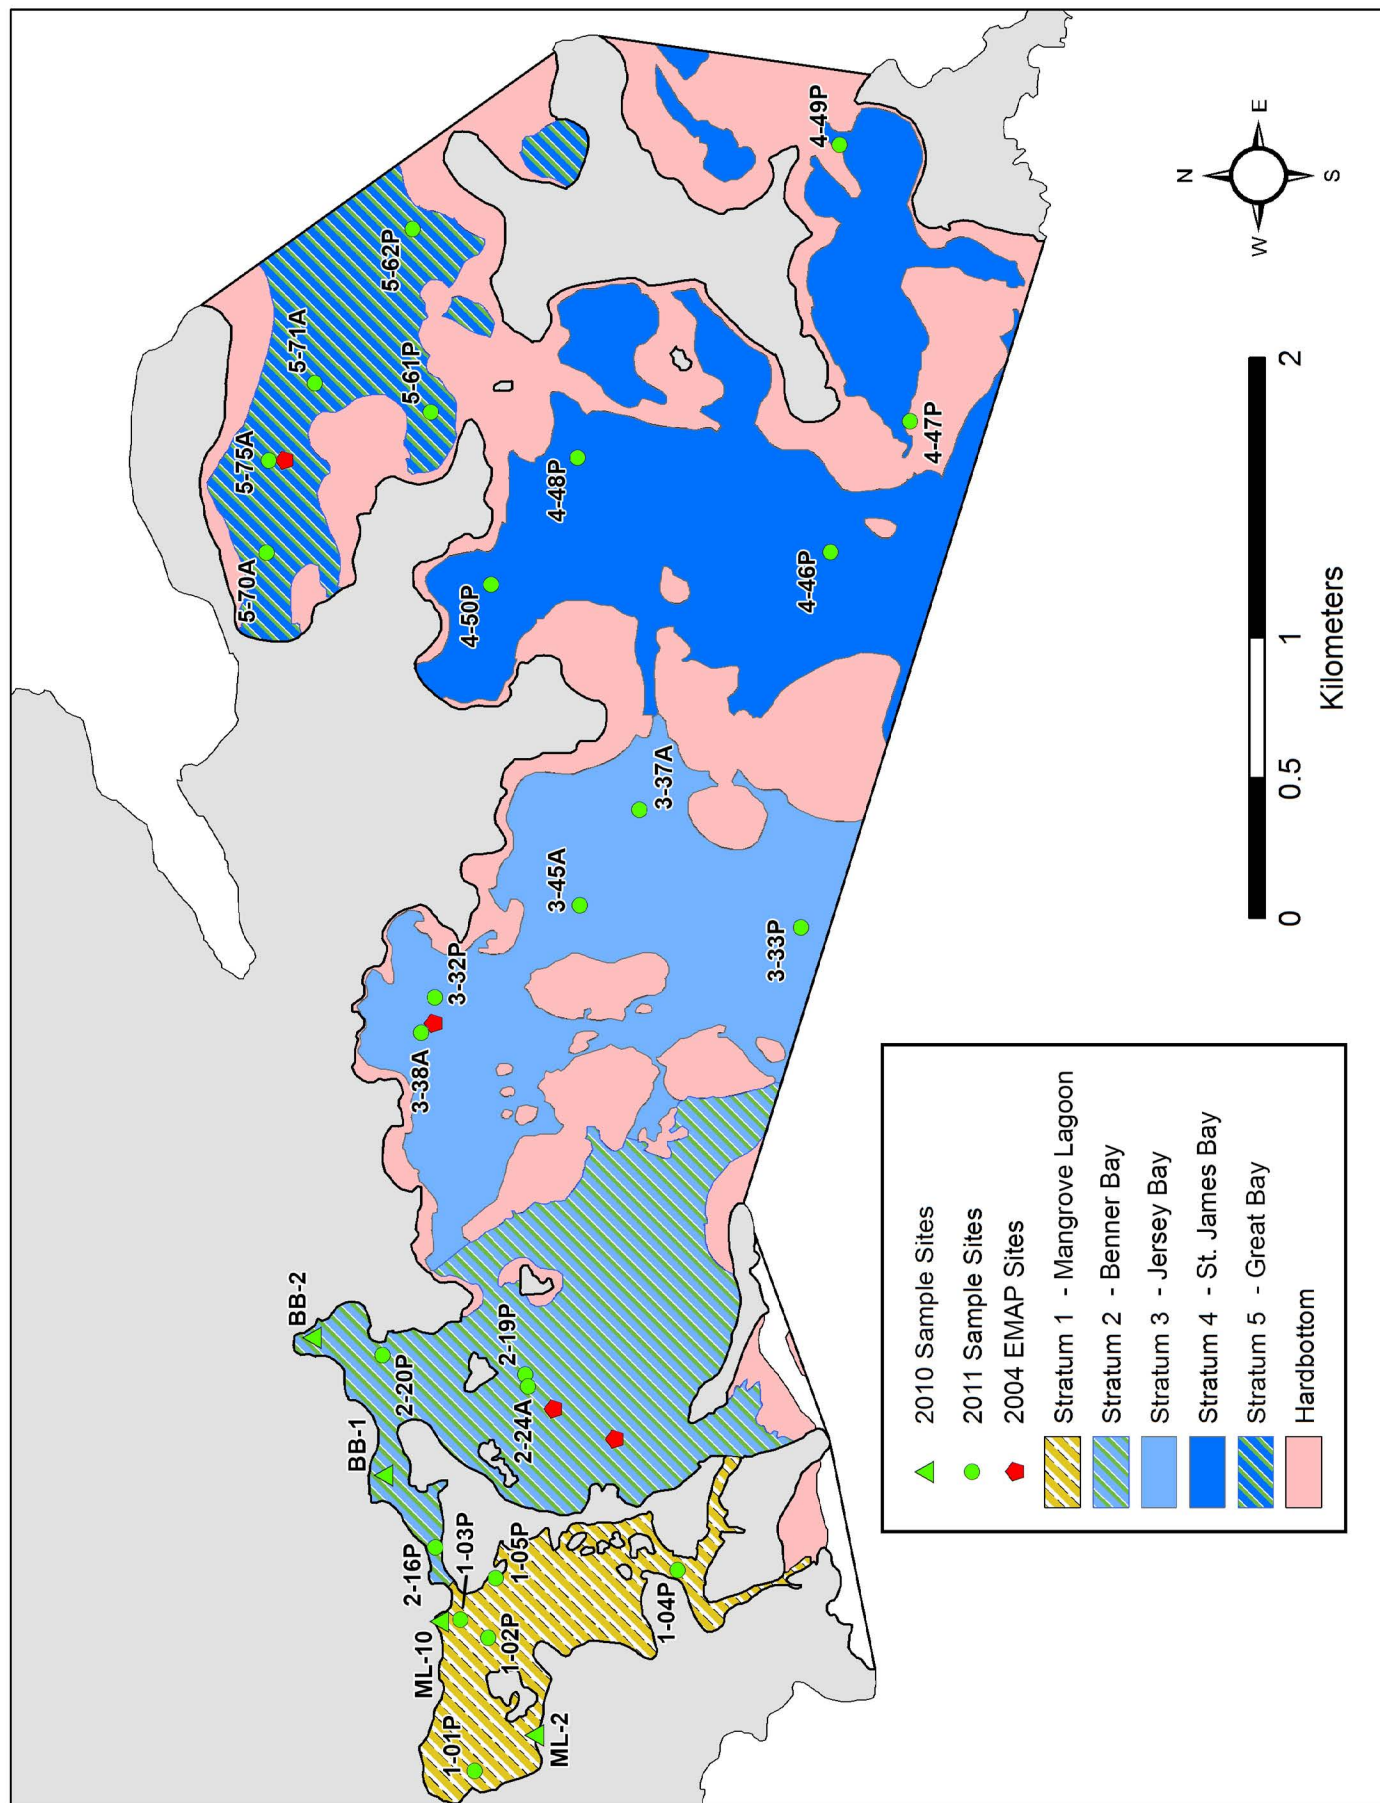 5-70A
5-75A
5-71A
5-61P
5-62P
BB-2
BB-1
2-20P
3-38A
3-32P
4-50P
4-48P
2-16P
ML-10
1-03P
1-01P
1-02P
1-05P
ML-2
1-04P
2-24A
2-19P
3-45A
3-37A
3-33P
4-46P
4-47P
4-49P
2010 Sample Sites
2011 Sample Sites
2004 EMAP Sites
Stratum 1 - Mangrove Lagoon
Stratum 2 - Benner Bay
Stratum 3 - Jersey Bay
Stratum 4 - St. James Bay
Stratum 5 - Great Bay
Hardbottom
0 0.5 1 2
Kilometers
N
W E
S